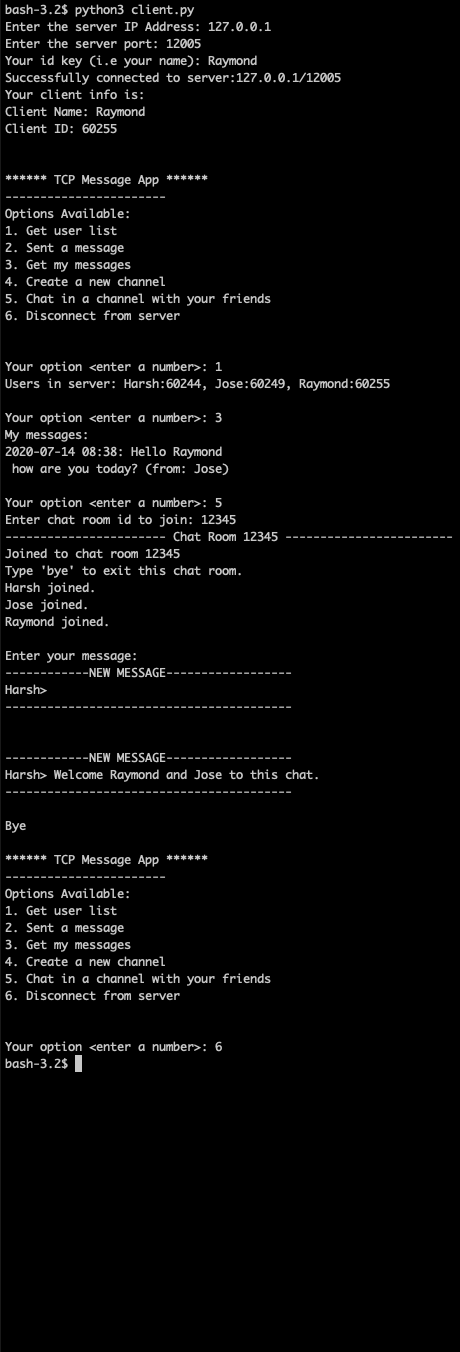 bash-3.2$ python3 client.py
Enter the server IP Address: 127.0.0.1
Enter the server port: 12005
Your id key (i.e your name): Raymond
Successfully connected to server:127.0.0.1/12005
Your client info is:
Client Name: Raymond
Client ID: 60255
****** TCP Message App ******
-----------------------
Options Available:
1. Get user list
2. Sent a message
3. Get my messages
4. Create a new channel
5. Chat in a channel with your friends
6. Disconnect from server
Your option <enter a number>: 1
Users in server: Harsh:60244, Jose:60249, Raymond:60255
Your option <enter a number>: 3
My messages:
2020-07-14 08:38: Hello Raymond
 how are you today? (from: Jose)
Your option <enter a number>: 5
Enter chat room id to join: 12345
----------------------- Chat Room 12345 ------------------------
Joined to chat room 12345
Type 'bye' to exit this chat room.
Harsh joined.
Jose joined.
Raymond joined.
Enter your message:
------------NEW MESSAGE------------------
Harsh>
-----------------------------------------
------------NEW MESSAGE------------------
Harsh> Welcome Raymond and Jose to this chat.
-----------------------------------------
Bye
****** TCP Message App ******
-----------------------
Options Available:
1. Get user list
2. Sent a message
3. Get my messages
4. Create a new channel
5. Chat in a channel with your friends
6. Disconnect from server
Your option <enter a number>: 6
bash-3.2$